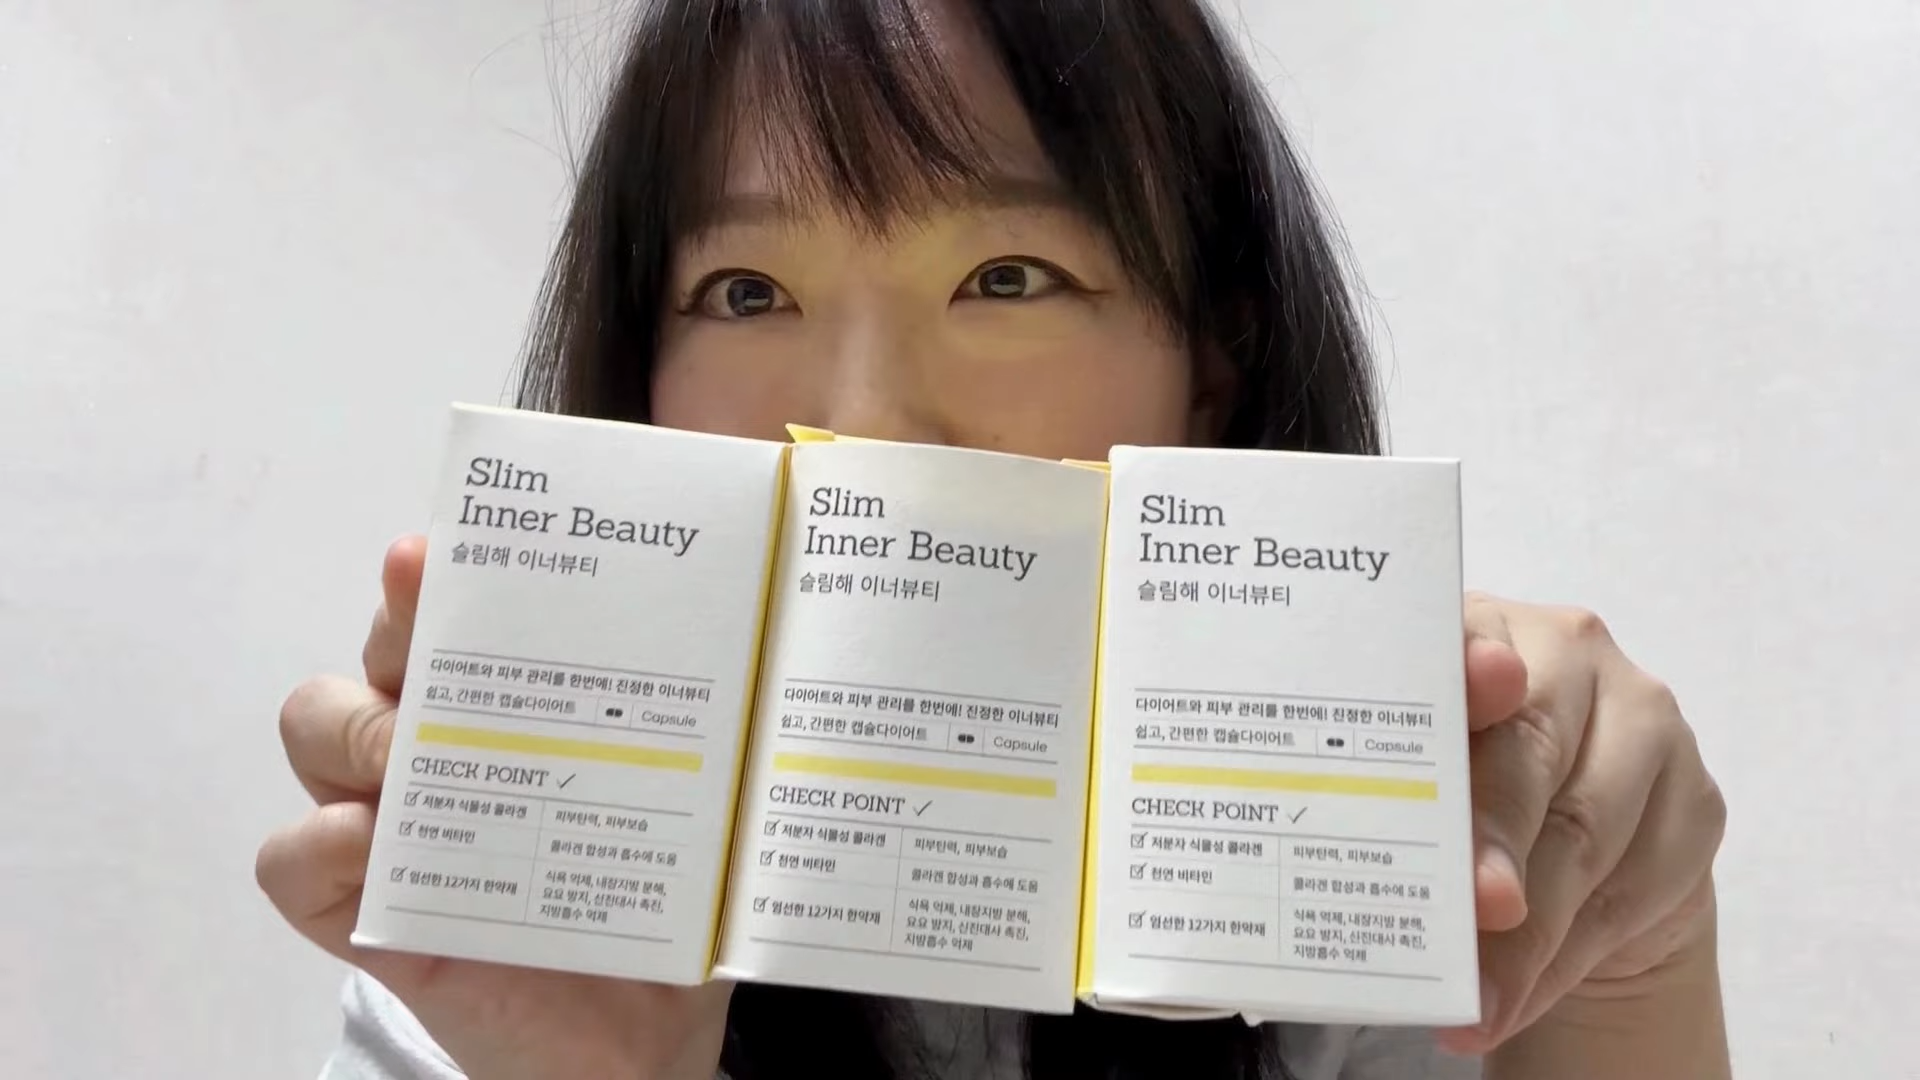 Slim
Inner Beauty
슬림해 이너뷰티
다이어트와 피부 관리를 한번에! 진정한 이너뷰티
쉽고, 간편한 캡슐다이어트 Capsule
CHECK POINT
저분자 식물성 콜라겐 피부탄력, 피부보습
천연 비타민 콜라겐 합성과 흡수에 도움
엄선한 12가지 한약재 식욕 억제, 내장지방 분해,
요요 방지, 신진대사 촉진,
지방흡수 억제
Slim
Inner Beauty
슬림해 이너뷰티
다이어트와 피부 관리를 한번에! 진정한 이너뷰티
쉽고, 간편한 캡슐다이어트 Capsule
CHECK POINT
저분자 식물성 콜라겐 피부탄력, 피부보습
천연 비타민 콜라겐 합성과 흡수에 도움
엄선한 12가지 한약재 식욕 억제, 내장지방 분해,
요요 방지, 신진대사 촉진,
지방흡수 억제
Slim
Inner Beauty
슬림해 이너뷰티
다이어트와 피부 관리를 한번에! 진정한 이너뷰티
쉽고, 간편한 캡슐다이어트 Capsule
CHECK POINT
저분자 식물성 콜라겐 피부탄력, 피부보습
천연 비타민 콜라겐 합성과 흡수에 도움
엄선한 12가지 한약재 식욕 억제, 내장지방 분해,
요요 방지, 신진대사 촉진,
지방흡수 억제